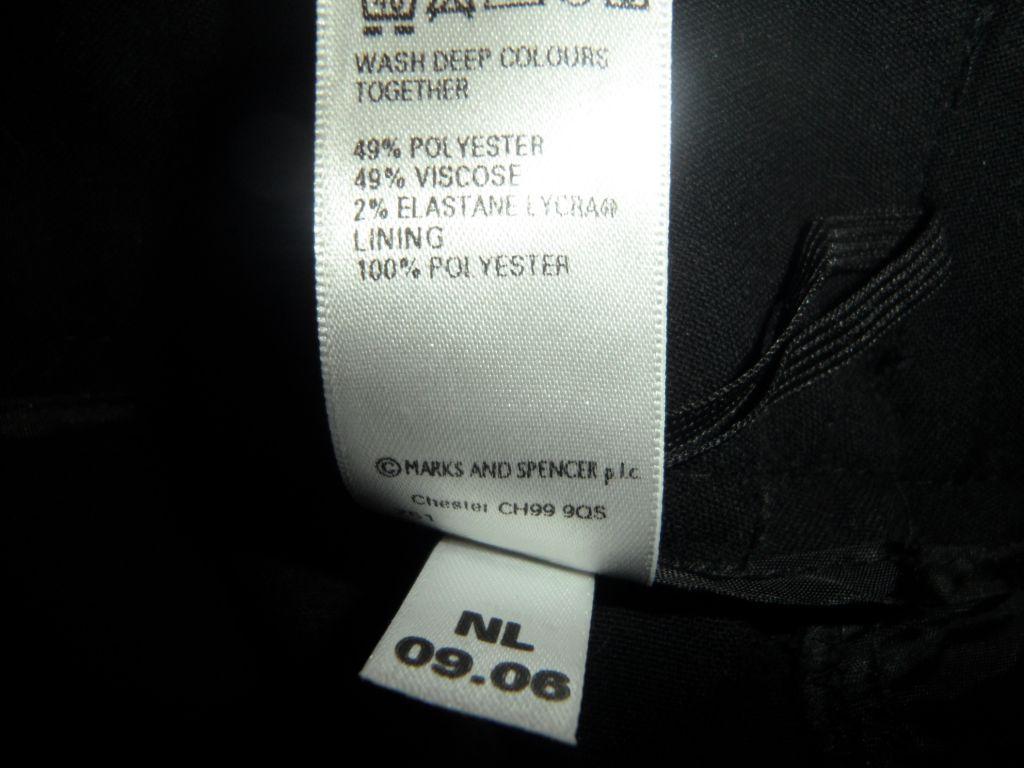 WASH DEEP COLOURS
TOGETHER
49% POLYESTER
49% VISCOSE
2% ELASTANE LYCRA®
LINING
100% POLYESTER
© MARKS AND SPENCER p.l.c.
Chester CH99 9QS
NL
09.06